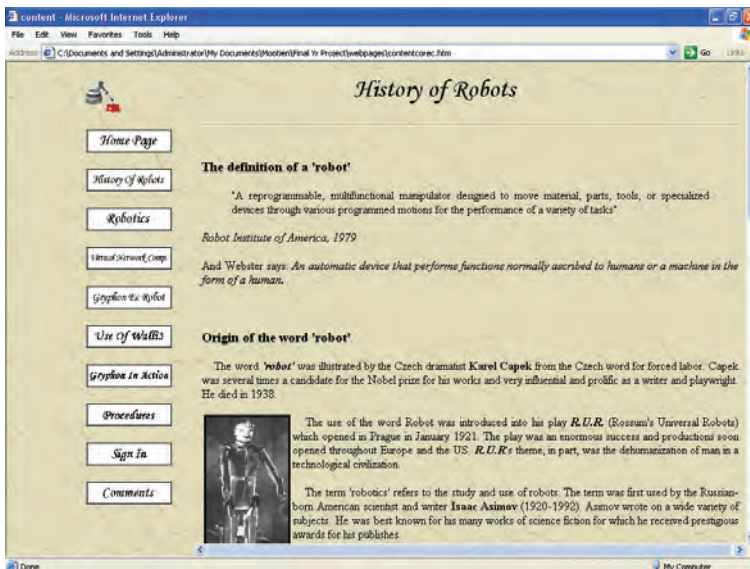 content - Microsoft Internet Explorer
File Edit View Favorites Tools Help
Address C:\Documents and Settings\Administrator\My Documents\Mootien\Final Yr Project\webpages\contentcorec.htm Go Links
History of Robots
Home Page
History Of Robots
Robotics
Virtual Network Comp.
Gryphon Ec Robot
Use Of Wallis
Gryphon In Action
Procedures
Sign In
Comments
The definition of a 'robot'
"A reprogrammable, multifunctional manipulator designed to move material, parts, tools, or specialized
devices through various programmed motions for the performance of a variety of tasks"
Robot Institute of America, 1979
And Webster says: An automatic device that performs functions normally ascribed to humans or a machine in the
form of a human.
Origin of the word 'robot'
The word 'robot' was illustrated by the Czech dramatist Karel Capek from the Czech word for forced labor. Capek
was several times a candidate for the Nobel prize for his works and very influential and prolific as a writer and playwright.
He died in 1938.
The use of the word Robot was introduced into his play R.U.R. (Rossum's Universal Robots)
which opened in Prague in January 1921. The play was an enormous success and productions soon
opened throughout Europe and the US. R.U.R's theme, in part, was the dehumanization of man in a
technological civilization.
The term 'robotics' refers to the study and use of robots. The term was first used by the Russian-
born American scientist and writer Isaac Asimov (1920-1992). Asimov wrote on a wide variety of
subjects. He was best known for his many works of science fiction for which he received prestigious
awards for his publishes.
Done My Computer